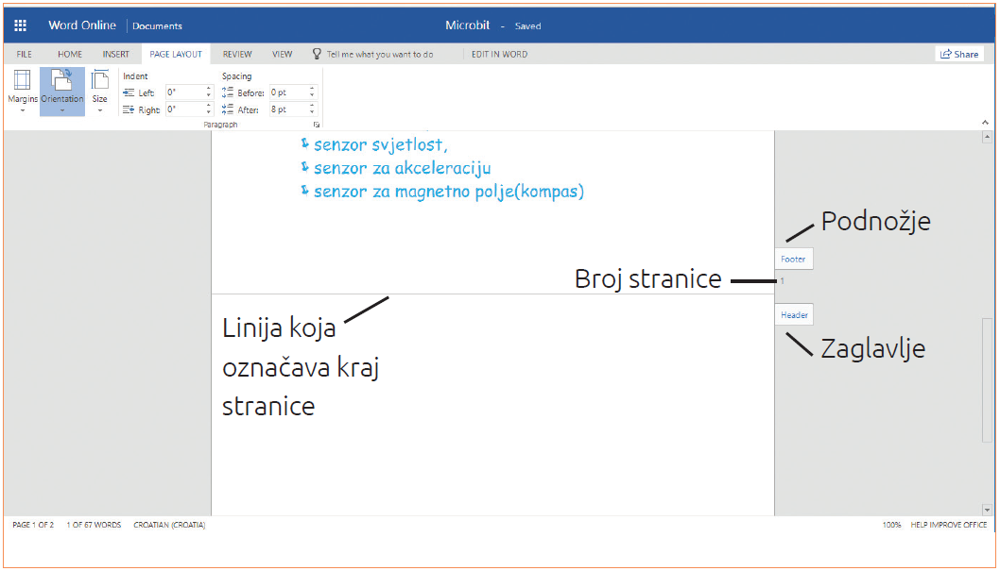 Word Online Documents Microbit - Saved
FILE HOME INSERT PAGE LAYOUT REVIEW VIEW Tell me what you want to do EDIT IN WORD Share
Margins Orientation Size
Indent Spacing
Left: 0" Before: 0 pt
Right: 0" After: 8 pt
Paragraph
senzor svjetlost,
senzor za akceleraciju
senzor za magnetno polje(kompas)
Podnožje
Footer
Broj stranice 1
Header
Zaglavlje
Linija koja
označava kraj
stranice
PAGE 1 OF 2 1 OF 67 WORDS CROATIAN (CROATIA) 100% HELP IMPROVE OFFICE